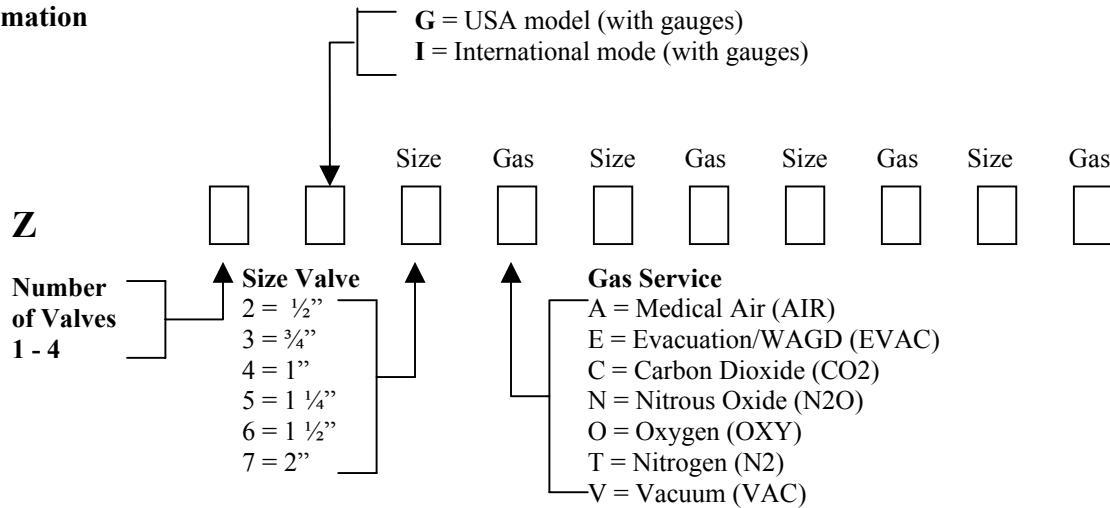 mation
G = USA model (with gauges)
I = International mode (with gauges)
Size Gas Size Gas Size Gas Size Gas
Z
Number
of Valves
1 - 4
Size Valve
2 = ½”
3 = ¾”
4 = 1”
5 = 1 ¼”
6 = 1 ½”
7 = 2”
Gas Service
A = Medical Air (AIR)
E = Evacuation/WAGD (EVAC)
C = Carbon Dioxide (CO2)
N = Nitrous Oxide (N2O)
O = Oxygen (OXY)
T = Nitrogen (N2)
V = Vacuum (VAC)